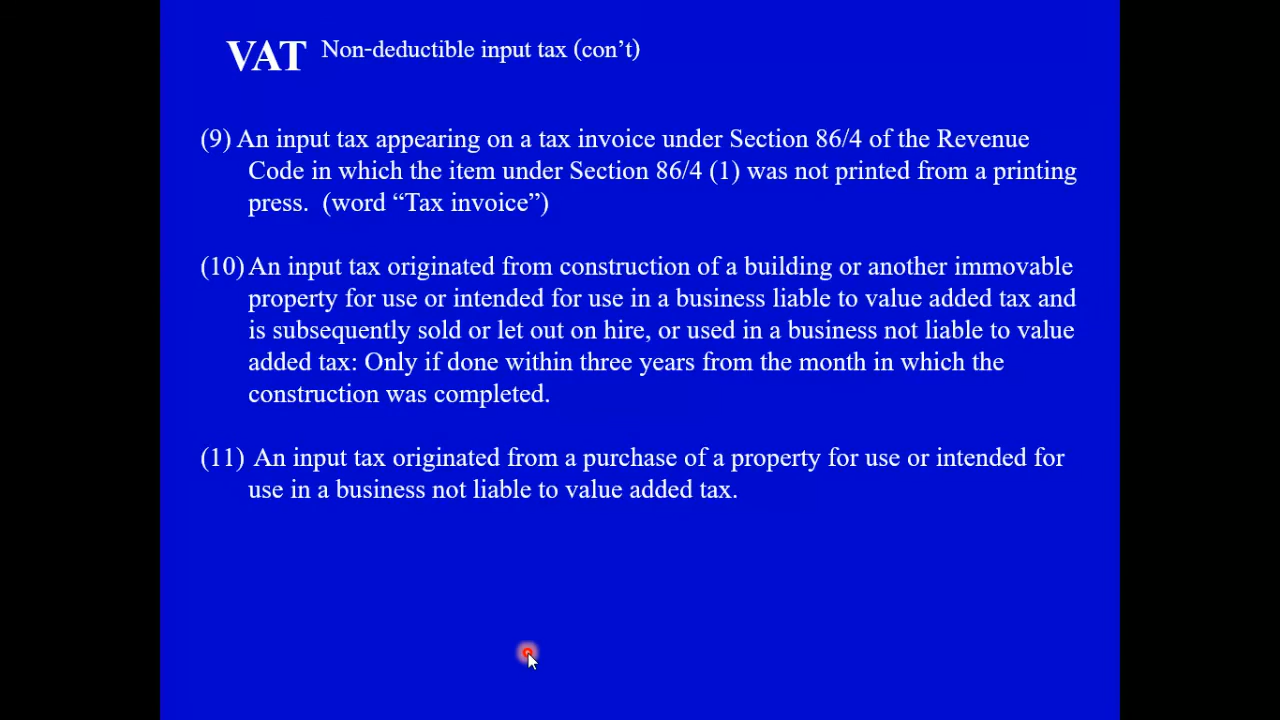 VAT Non-deductible input tax (con’t)
(9) An input tax appearing on a tax invoice under Section 86/4 of the Revenue
Code in which the item under Section 86/4 (1) was not printed from a printing
press. (word “Tax invoice”)
(10) An input tax originated from construction of a building or another immovable
property for use or intended for use in a business liable to value added tax and
is subsequently sold or let out on hire, or used in a business not liable to value
added tax: Only if done within three years from the month in which the
construction was completed.
(11) An input tax originated from a purchase of a property for use or intended for
use in a business not liable to value added tax.